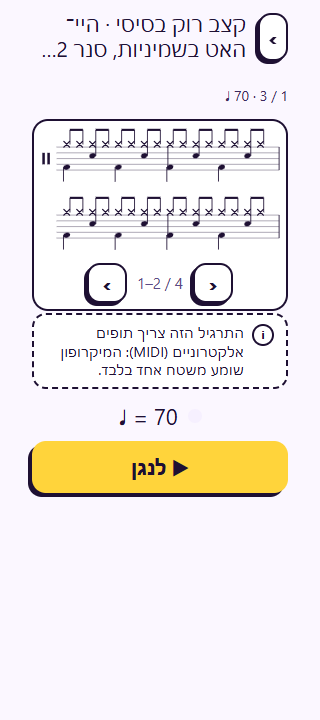 קצב רוק בסיסי · היי־
האט בשמיניות, סנר 2...
♩ 70 · 3 / 1
1–2 / 4
התרגיל הזה צריך תופים
אלקטרוניים (MIDI): המיקרופון
שומע משטח אחד בלבד.
♩ = 70
▶ לנגן